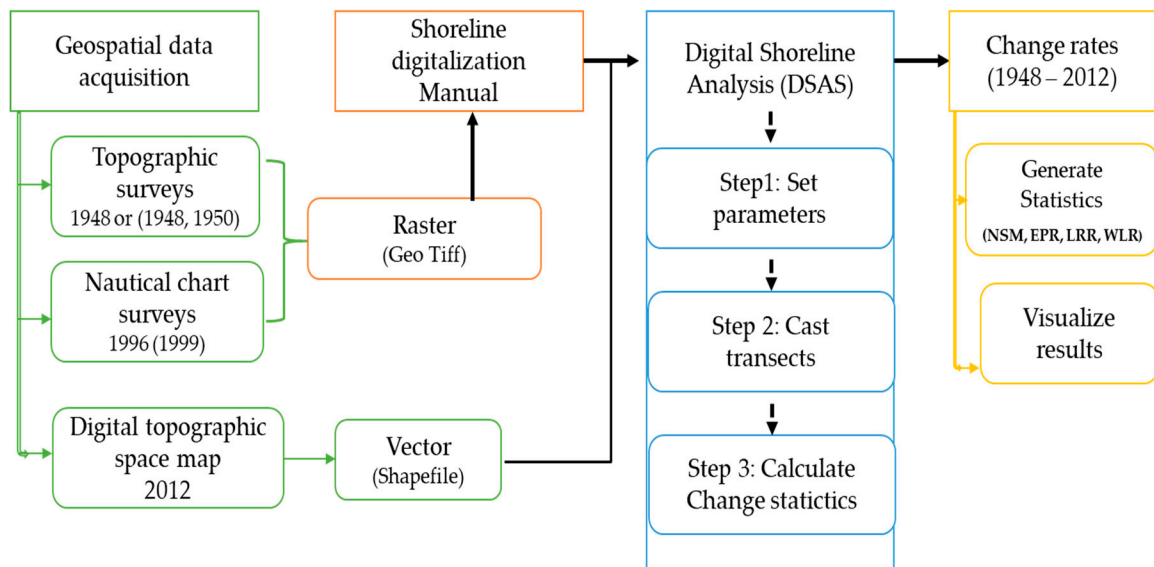 Geospatial data
acquisition
Topographic
surveys
1948 or (1948, 1950)
Nautical chart
surveys
1996 (1999)
Digital topographic
space map
2012
Shoreline
digitalization
Manual
Raster
(Geo Tiff)
Vector
(Shapefile)
Digital Shoreline
Analysis (DSAS)
Step1: Set
parameters
Step 2: Cast
transects
Step 3: Calculate
Change statictics
Change rates
(1948 – 2012)
Generate
Statistics
(NSM, EPR, LRR, WLR)
Visualize
results